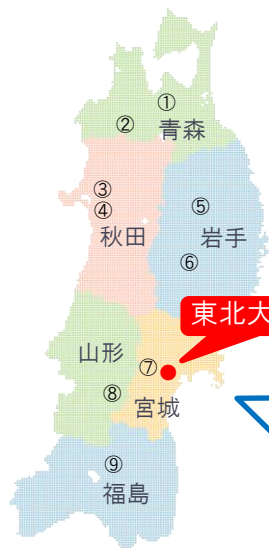 ①
②
青森
③
④
⑤
秋田
岩手
⑥
東北大
山形
⑦
⑧
宮城
⑨
福島